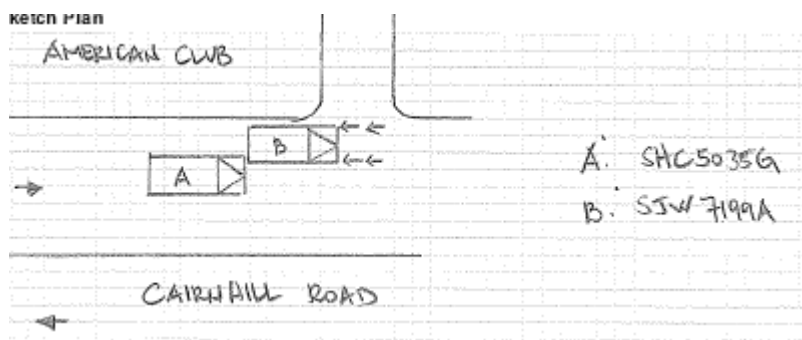 ketch Plan
AMERICAN CLUB
B
A
A: SHC5035G
B: SJW7199A
CAIRNHILL ROAD